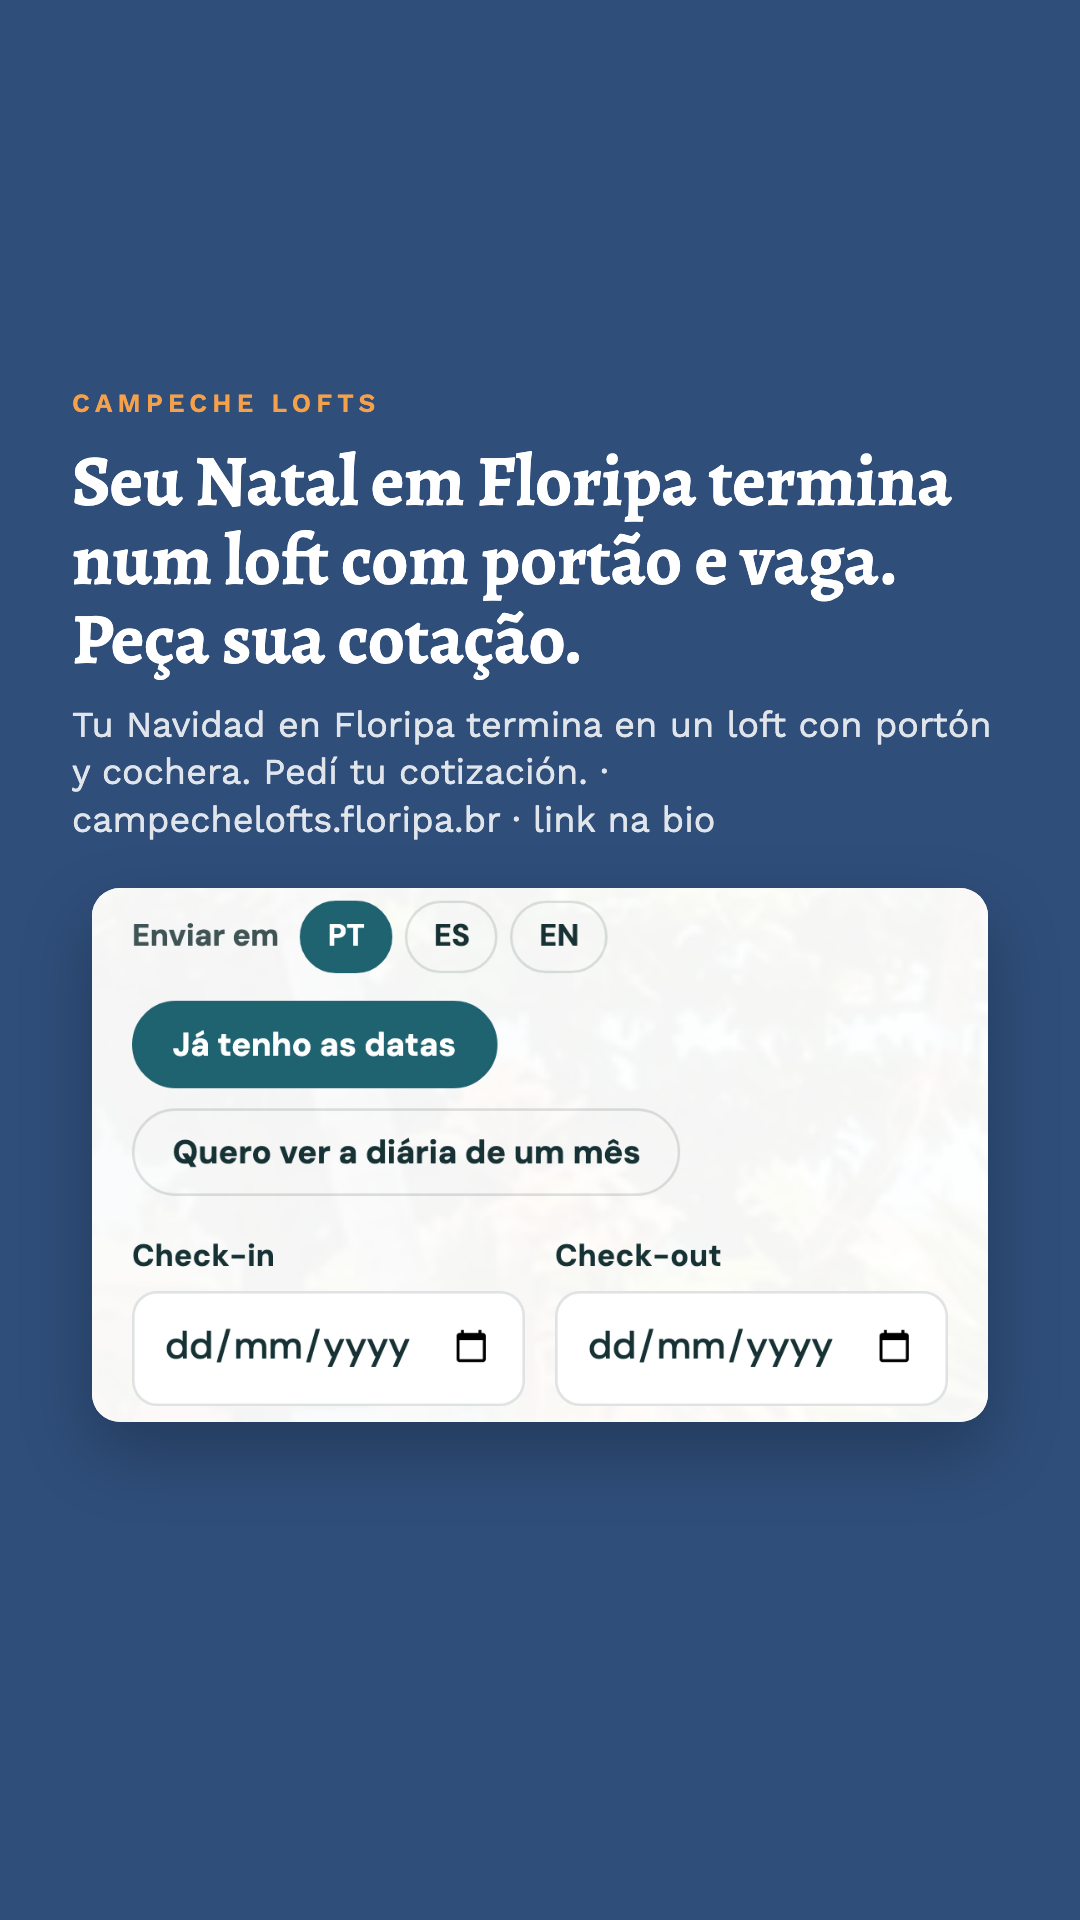 CAMPECHE LOFTS
Seu Natal em Floripa termina
num loft com portão e vaga.
Peça sua cotação.
Tu Navidad en Floripa termina en un loft con portón
y cochera. Pedí tu cotización. ·
campechelofts.floripa.br · link na bio
Enviar em PT ES EN
Já tenho as datas
Quero ver a diária de um mês
Check-in Check-out
dd/mm/yyyy dd/mm/yyyy